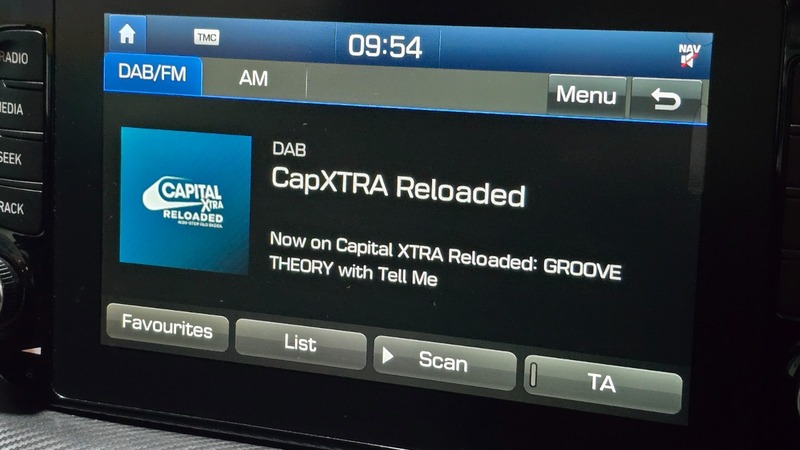 RADIO
TMC
09:54
NAV
DAB/FM
AM
Menu
MEDIA
SEEK
TRACK
DAB
CapXTRA Reloaded
CAPITAL
XTRA
RELOADED
Now on Capital XTRA Reloaded: GROOVE
THEORY with Tell Me
Favourites
List
Scan
TA